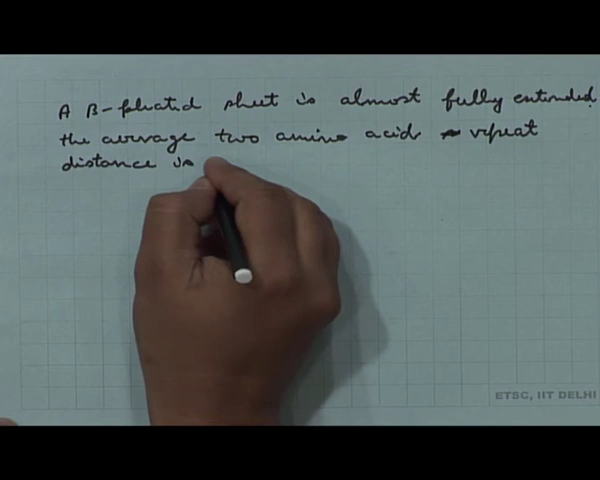 A β-pleated sheet is almost fully extended.
the average two amino acid repeat
distance is
ETSC, IIT DELHI